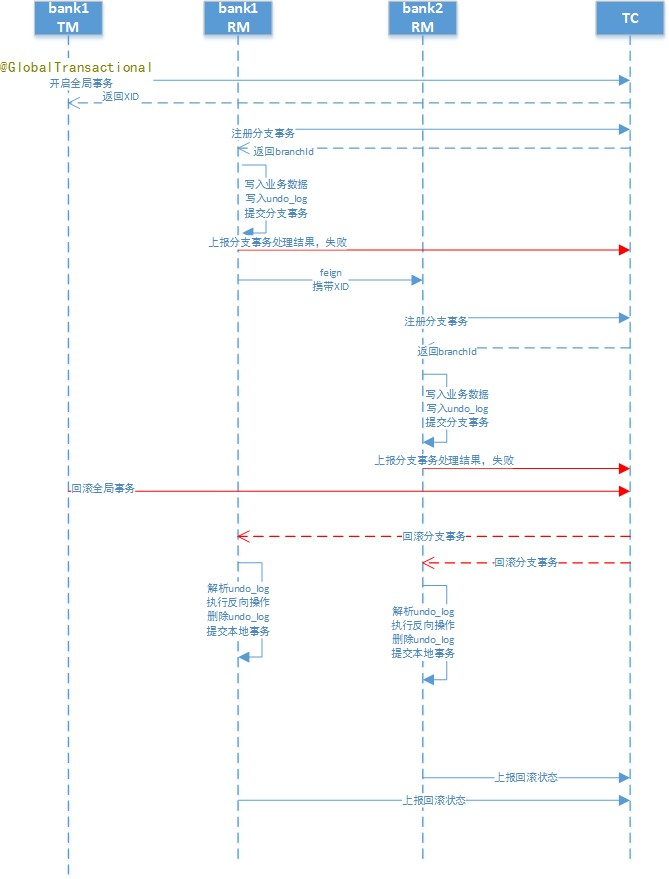 bank1
TM
bank1
RM
bank2
RM
TC
@GlobalTransactional
开启全局事务
返回XID
注册分支事务
返回branchId
写入业务数据
写入undo_log
提交分支事务
上报分支事务处理结果，失败
feign
携带XID
注册分支事务
返回branchId
写入业务数据
写入undo_log
提交分支事务
上报分支事务处理结果，失败
回滚全局事务
回滚分支事务
回滚分支事务
解析undo_log
执行反向操作
删除undo_log
提交本地事务
解析undo_log
执行反向操作
删除undo_log
提交本地事务
上报回滚状态
上报回滚状态